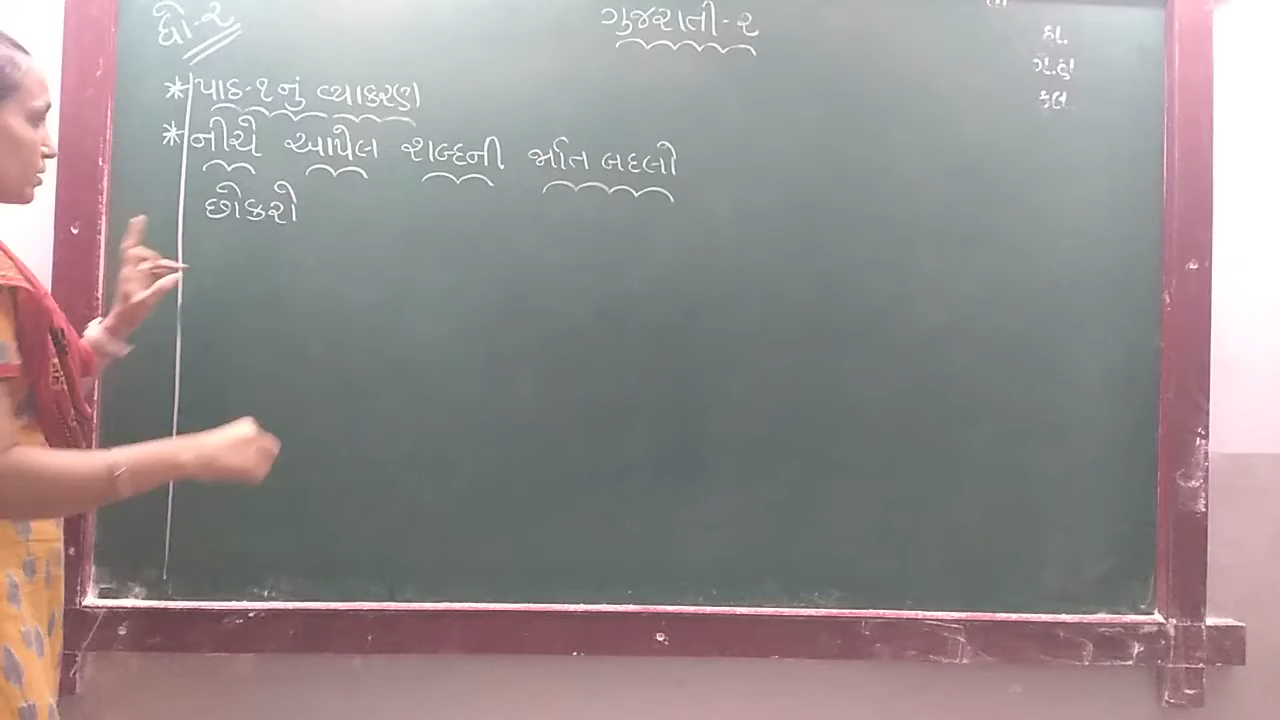 ધો-૨
ગુજરાતી-૨
હા.
ગે.હા
કુલ
* પાઠ-૧નું વ્યાકરણ
* નીચે આપેલ શબ્દની જાતિ બદલો
છોકરો